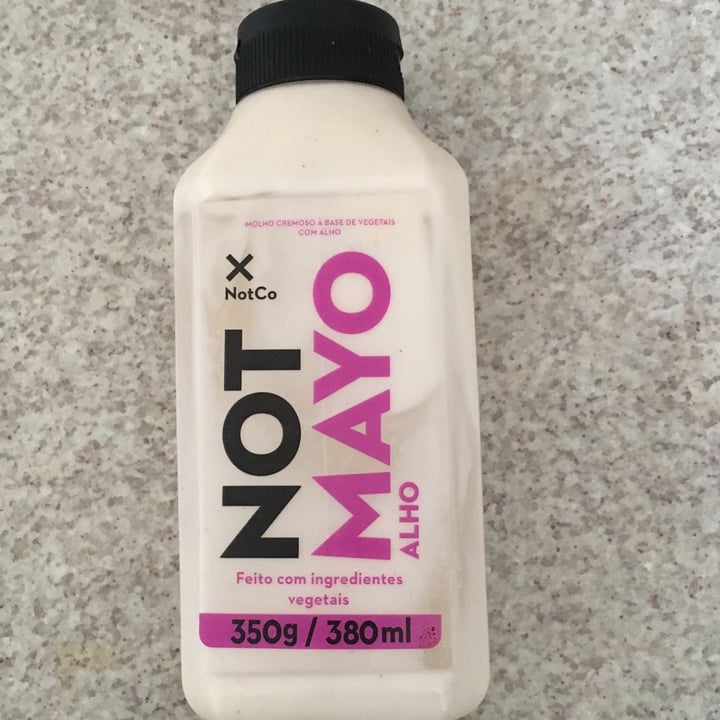 MOLHO CREMOSO À BASE DE VEGETAIS
COM ALHO
NotCo
NOT
MAYO
ALHO
Feito com ingredientes
vegetais
350g / 380ml